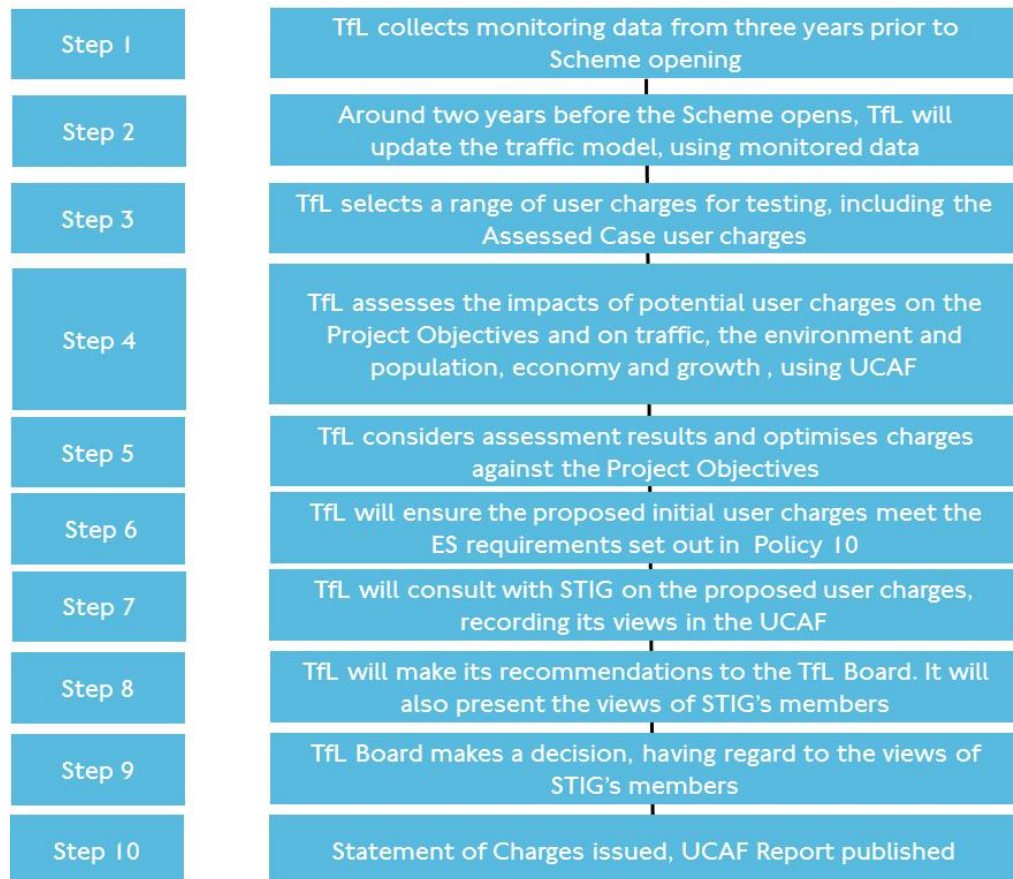 Step 1
TfL collects monitoring data from three years prior to
Scheme opening
Step 2
Around two years before the Scheme opens, TfL will
update the traffic model, using monitored data
Step 3
TfL selects a range of user charges for testing, including the
Assessed Case user charges
Step 4
TfL assesses the impacts of potential user charges on the
Project Objectives and on traffic, the environment and
population, economy and growth , using UCAF
Step 5
TfL considers assessment results and optimises charges
against the Project Objectives
Step 6
TfL will ensure the proposed initial user charges meet the
ES requirements set out in Policy 10
Step 7
TfL will consult with STIG on the proposed user charges,
recording its views in the UCAF
Step 8
TfL will make its recommendations to the TfL Board. It will
also present the views of STIG's members
Step 9
TfL Board makes a decision, having regard to the views of
STIG's members
Step 10
Statement of Charges issued, UCAF Report published